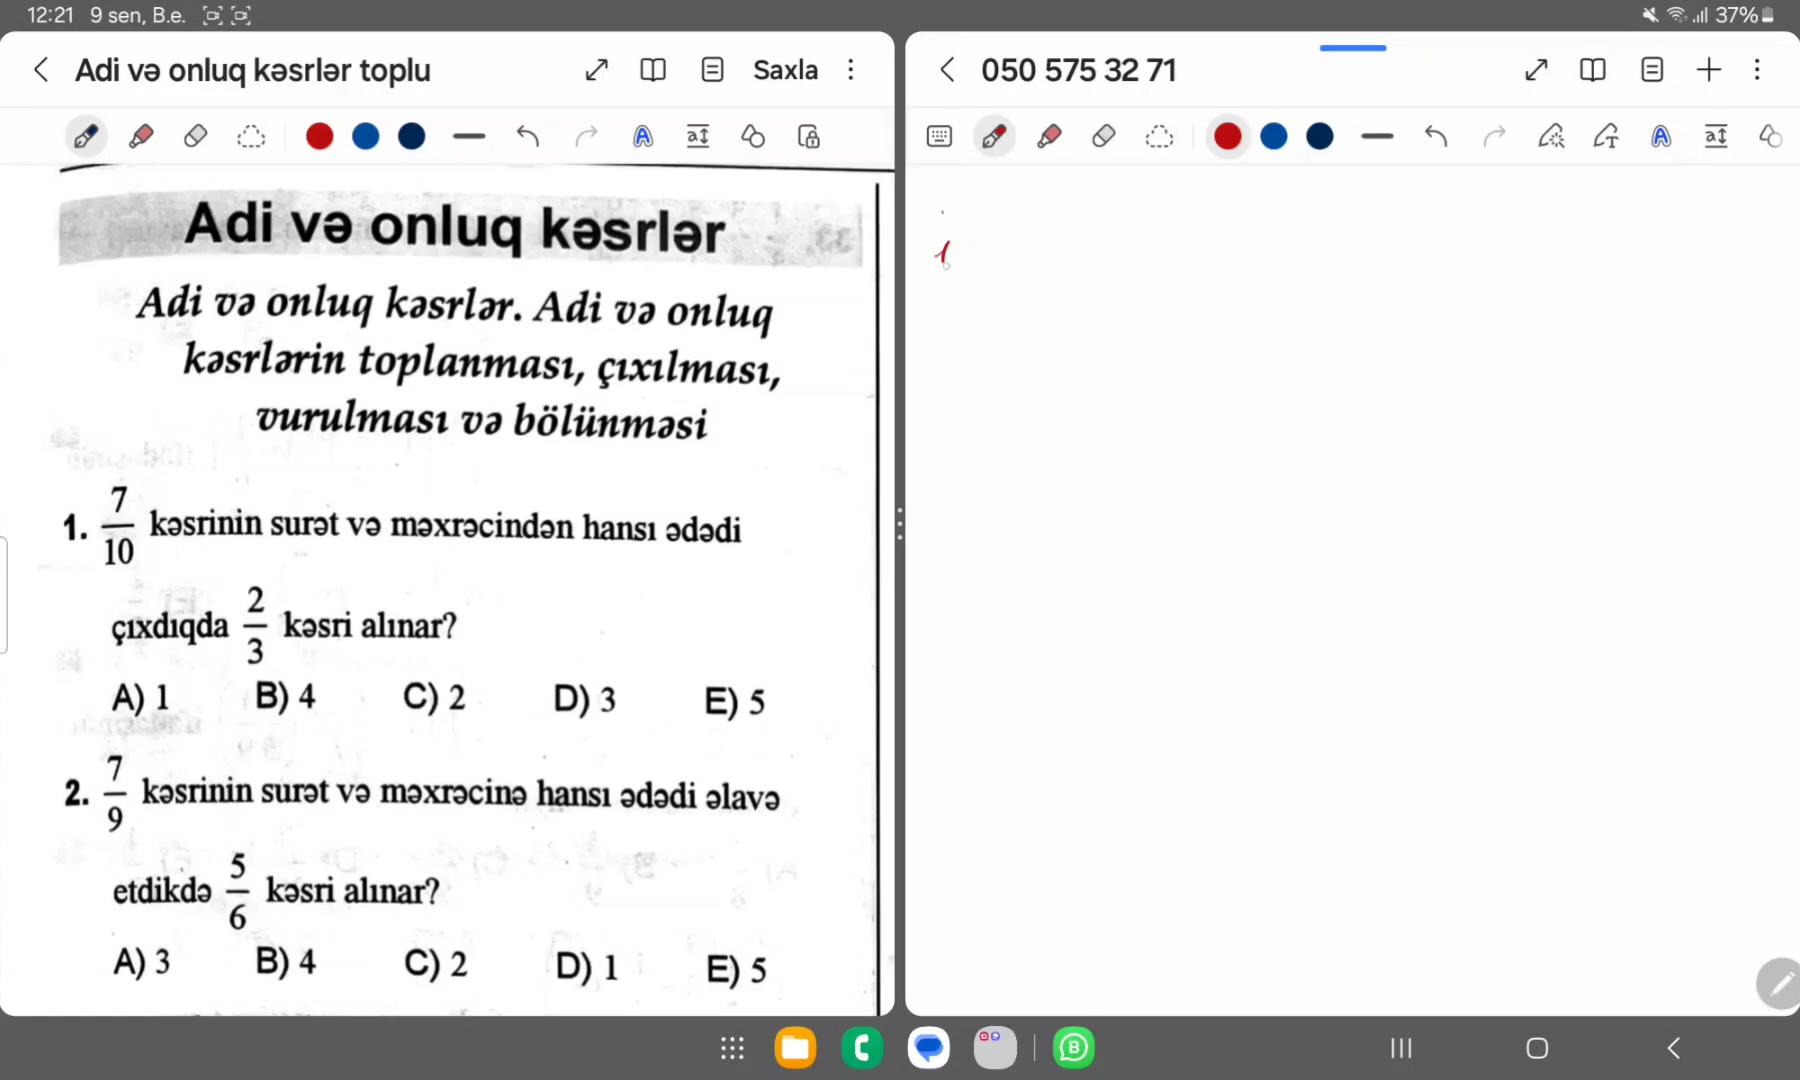 12:21 9 sen, B.e. 37%
Adi və onluq kəsrlər toplu Saxla
050 575 32 71
Adi və onluq kəsrlər
Adi və onluq kəsrlər. Adi və onluq
kəsrlərin toplanması, çıxılması,
vurulması və bölünməsi
1. 7/10 kəsrinin surət və məxrəcindən hansı ədədi
çıxdıqda 2/3 kəsri alınar?
A) 1 B) 4 C) 2 D) 3 E) 5
2. 7/9 kəsrinin surət və məxrəcinə hansı ədədi əlavə
etdikdə 5/6 kəsri alınar?
A) 3 B) 4 C) 2 D) 1 E) 5
1